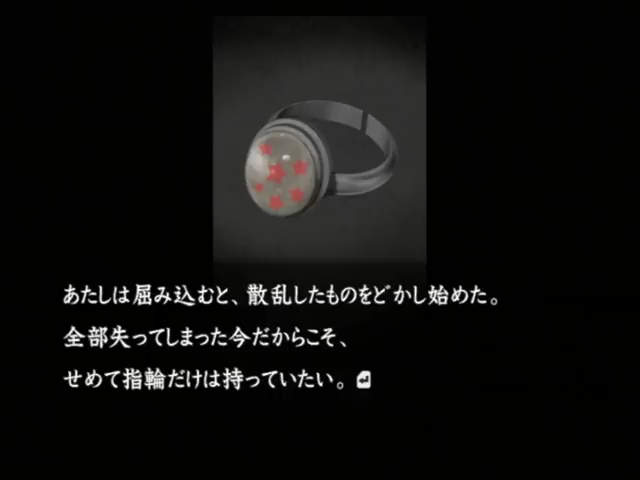 あたしは屈み込むと、散乱したものをどかし始めた。
全部失ってしまった今だからこそ、
せめて指輪だけは持っていたい。